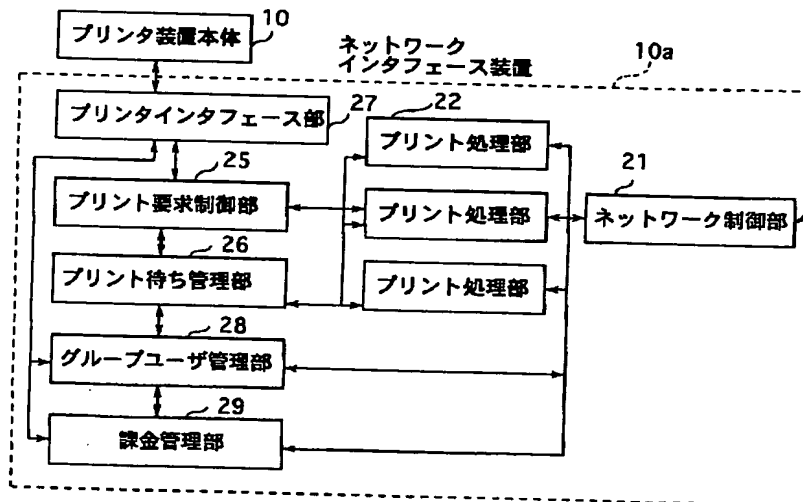 プリンタ装置本体
10
ネットワーク
インタフェース装置
10a
プリンタインタフェース部
27
22
プリント処理部
25
プリント要求制御部
プリント処理部
21
ネットワーク制御部
26
プリント待ち管理部
プリント処理部
28
グループユーザ管理部
29
課金管理部